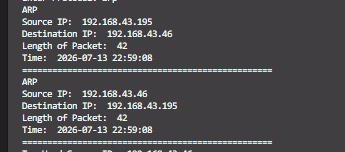 ARP
Source IP:  192.168.43.195
Destination IP:  192.168.43.46
Length of Packet:  42
Time:  2026-07-13 22:59:08
==================================================
ARP
Source IP:  192.168.43.46
Destination IP:  192.168.43.195
Length of Packet:  42
Time:  2026-07-13 22:59:08
==================================================